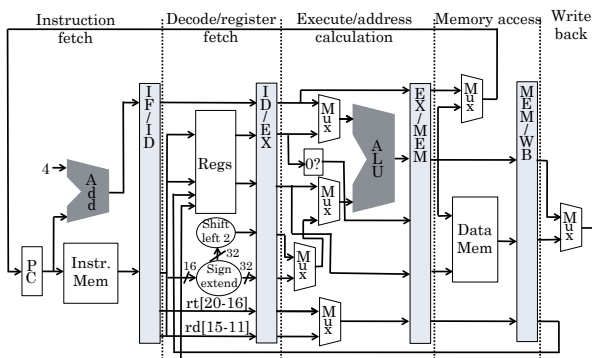 Instruction
fetch
Decode/register
fetch
Execute/address
calculation
Memory access
Write
back
IF/ID
ID/EX
EX/MEM
MEM/WB
Mux
Mux
Mux
Mux
Mux
Mux
4
Add
Regs
0?
ALU
Shift
left 2
32
Sign
extend
16
32
PC
Instr.
Mem
Data
Mem
rt[20-16]
rd[15-11]